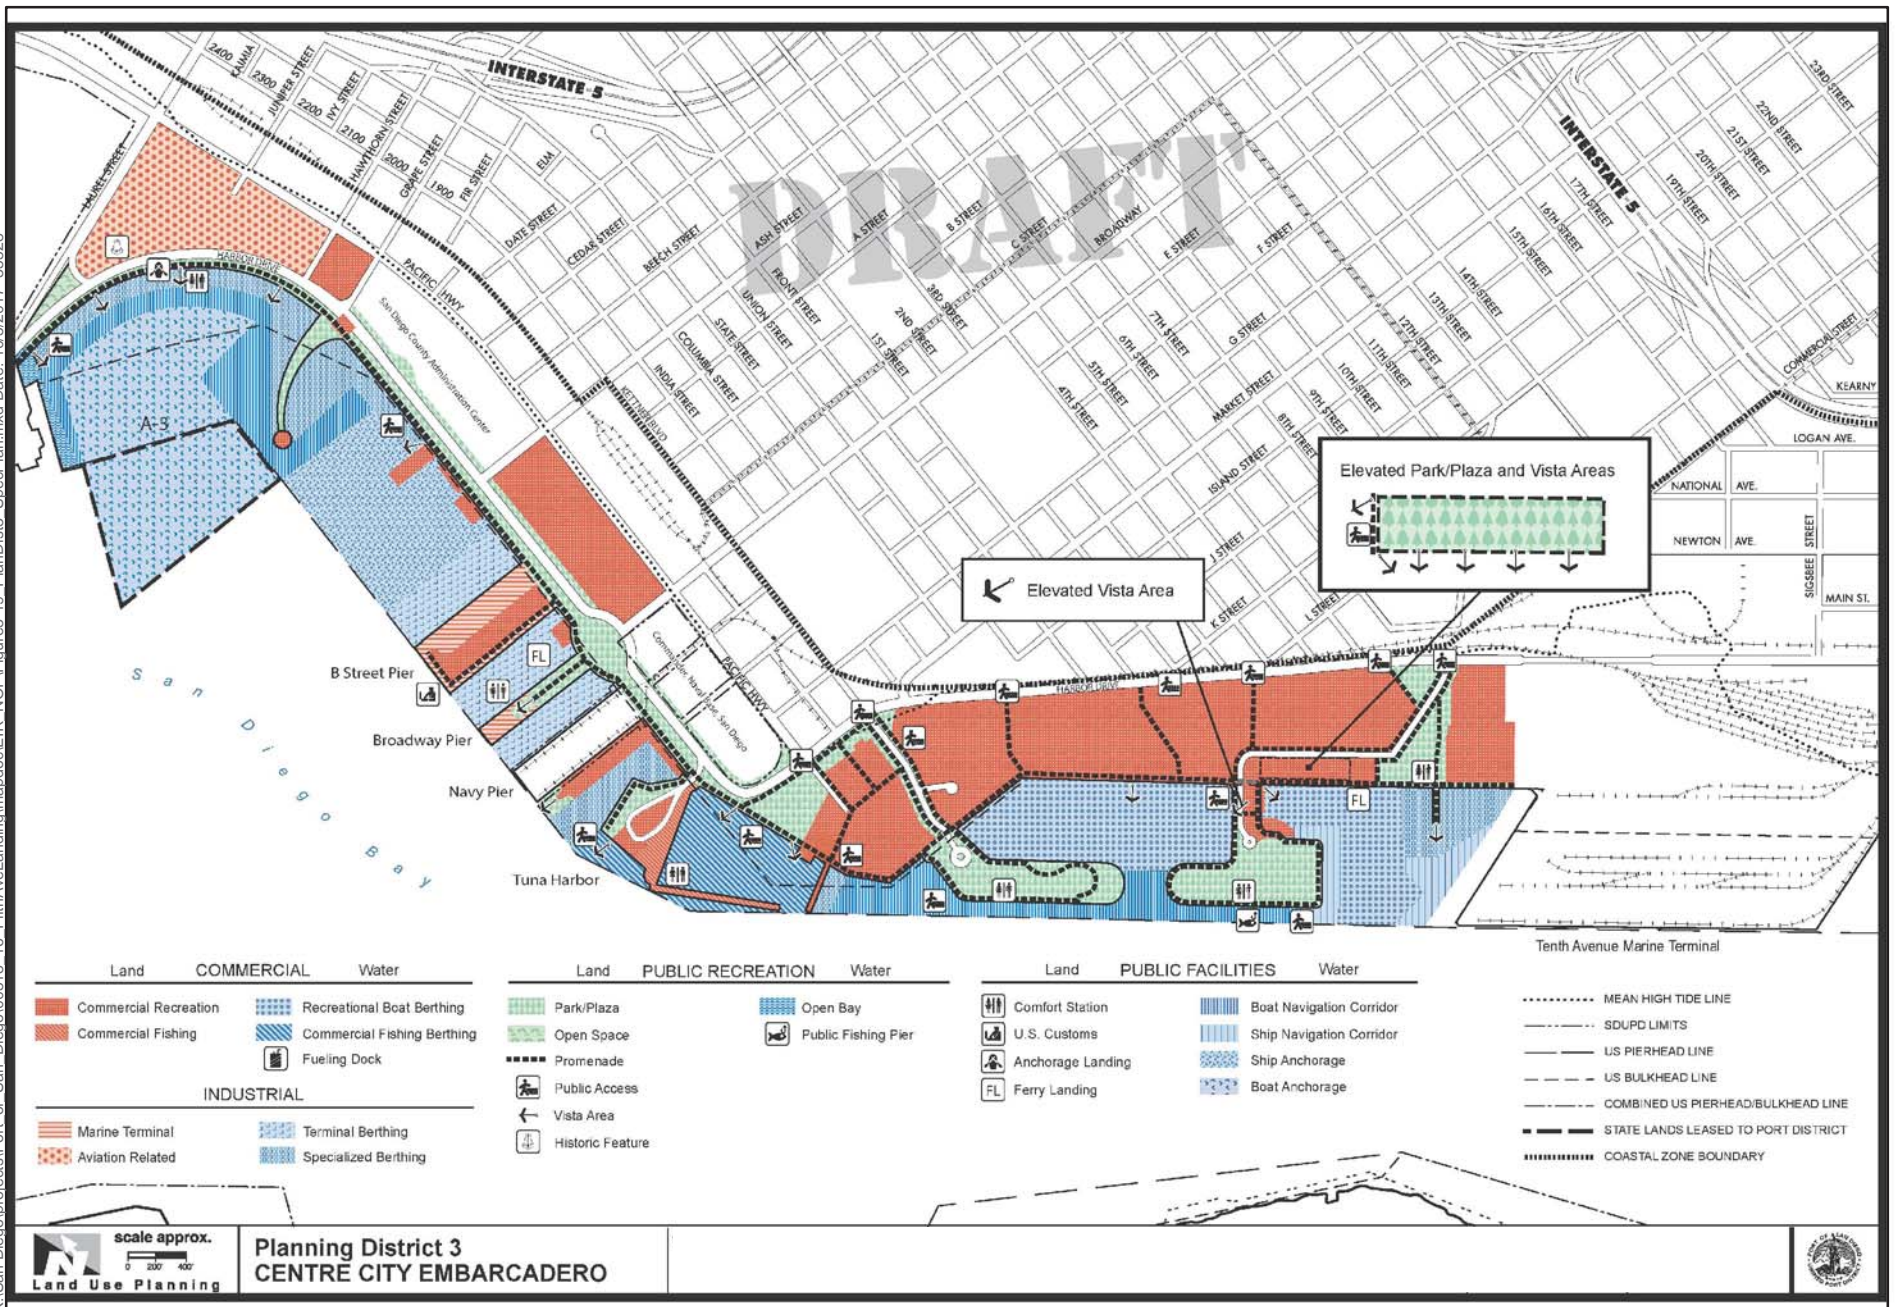 2400
KALMIA
2300
JUNIPER STREET
2200
IVY STREET
2100
HAWTHORN STREET
2000
GRAPE STREET
1900
FIR STREET
ELM
INTERSTATE-5
DATE STREET
CEDAR STREET
BEECH STREET
ASH STREET
A STREET
B STREET
C STREET
BROADWAY
E STREET
F STREET
DRAFT
INTERSTATE-5
23RD STREET
22ND STREET
21ST STREET
20TH STREET
19TH STREET
17TH STREET
16TH STREET
15TH STREET
14TH STREET
13TH STREET
12TH STREET
11TH STREET
10TH STREET
9TH STREET
8TH STREET
7TH STREET
6TH STREET
5TH STREET
4TH STREET
3RD STREET
2ND STREET
1ST STREET
FRONT STREET
UNION STREET
STATE STREET
COLUMBIA STREET
INDIA STREET
KETTNER BLVD
PACIFIC HWY
G STREET
MARKET STREET
ISLAND STREET
J STREET
K STREET
L STREET
COMMERCIAL STREET
KEARNY
LOGAN AVE.
NATIONAL AVE.
NEWTON AVE.
SIGSBEE STREET
MAIN ST.
LAUREL STREET
HARBOR DRIVE
San Diego County Administration Center
A-3
Elevated Park/Plaza and Vista Areas
Elevated Vista Area
Commander, Naval Base, San Diego
PACIFIC HWY
HARBOR DRIVE
FL
FL
B Street Pier
Broadway Pier
Navy Pier
Tuna Harbor
San Diego Bay
Tenth Avenue Marine Terminal
Land COMMERCIAL Water
Commercial Recreation
Recreational Boat Berthing
Commercial Fishing
Commercial Fishing Berthing
Fueling Dock
INDUSTRIAL
Marine Terminal
Terminal Berthing
Aviation Related
Specialized Berthing
Land PUBLIC RECREATION Water
Park/Plaza
Open Bay
Open Space
Public Fishing Pier
Promenade
Public Access
Vista Area
Historic Feature
Land PUBLIC FACILITIES Water
Comfort Station
Boat Navigation Corridor
U.S. Customs
Ship Navigation Corridor
Anchorage Landing
Ship Anchorage
FL Ferry Landing
Boat Anchorage
MEAN HIGH TIDE LINE
SDUPD LIMITS
US PIERHEAD LINE
US BULKHEAD LINE
COMBINED US PIERHEAD/BULKHEAD LINE
STATE LANDS LEASED TO PORT DISTRICT
COASTAL ZONE BOUNDARY
N
scale approx.
0 200' 400'
Land Use Planning
Planning District 3
CENTRE CITY EMBARCADERO